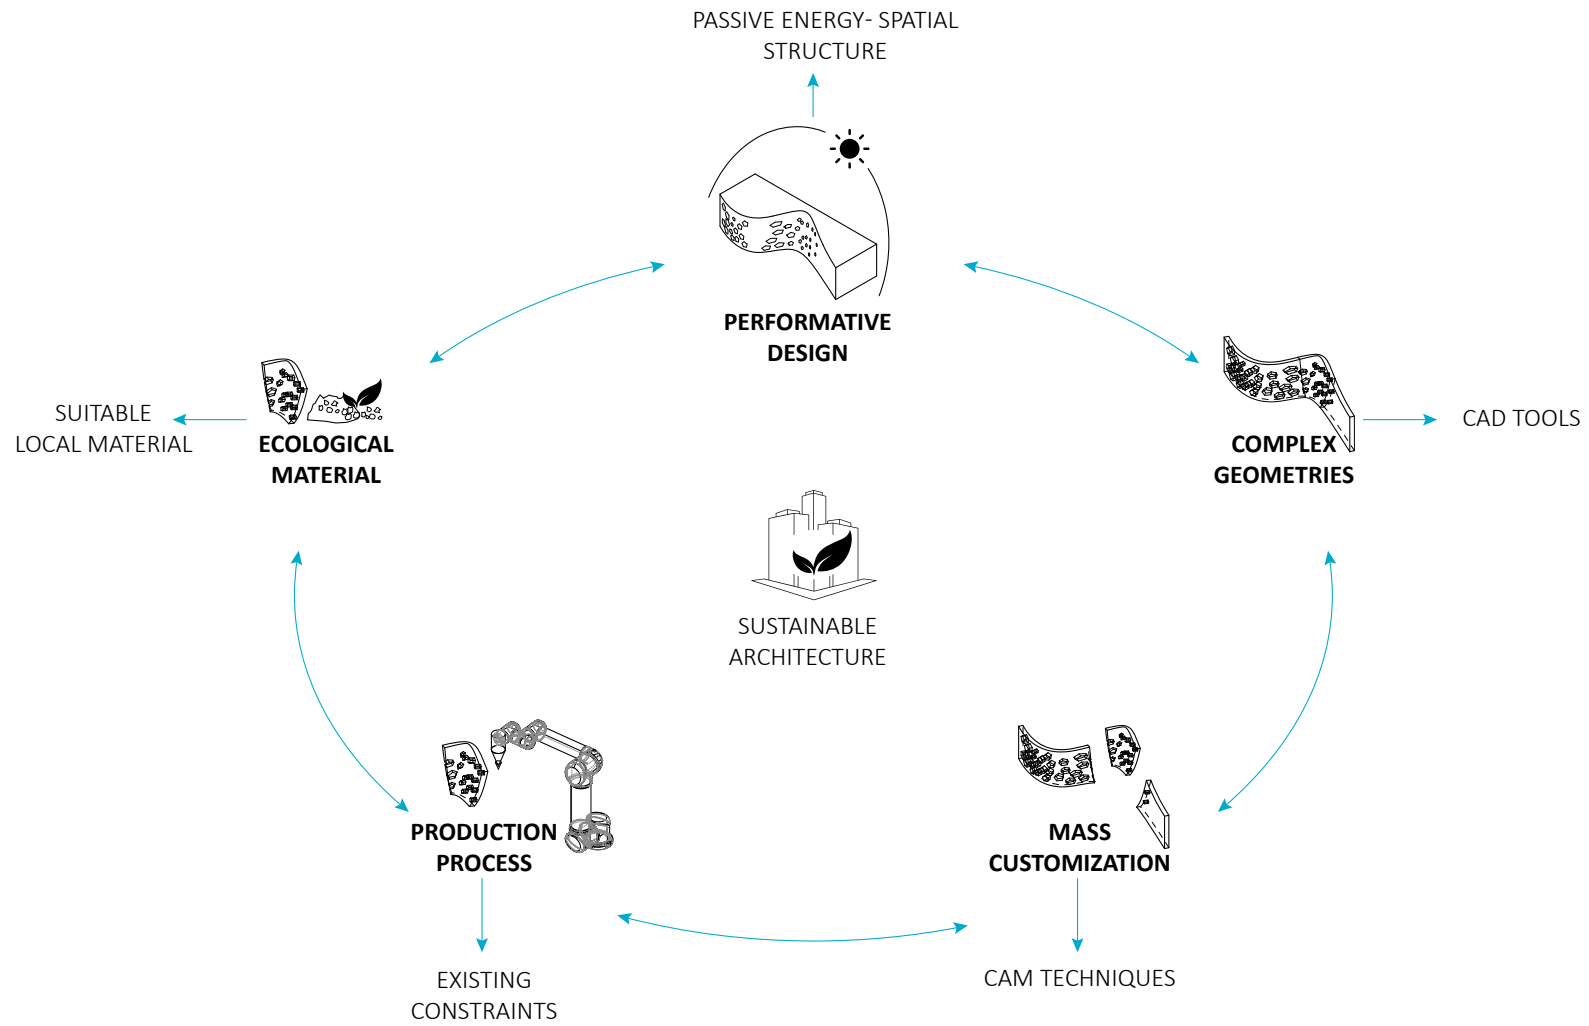 PASSIVE ENERGY- SPATIAL
STRUCTURE
PERFORMATIVE
DESIGN
SUITABLE
LOCAL MATERIAL
ECOLOGICAL
MATERIAL
COMPLEX
GEOMETRIES
CAD TOOLS
SUSTAINABLE
ARCHITECTURE
PRODUCTION
PROCESS
MASS
CUSTOMIZATION
EXISTING
CONSTRAINTS
CAM TECHNIQUES